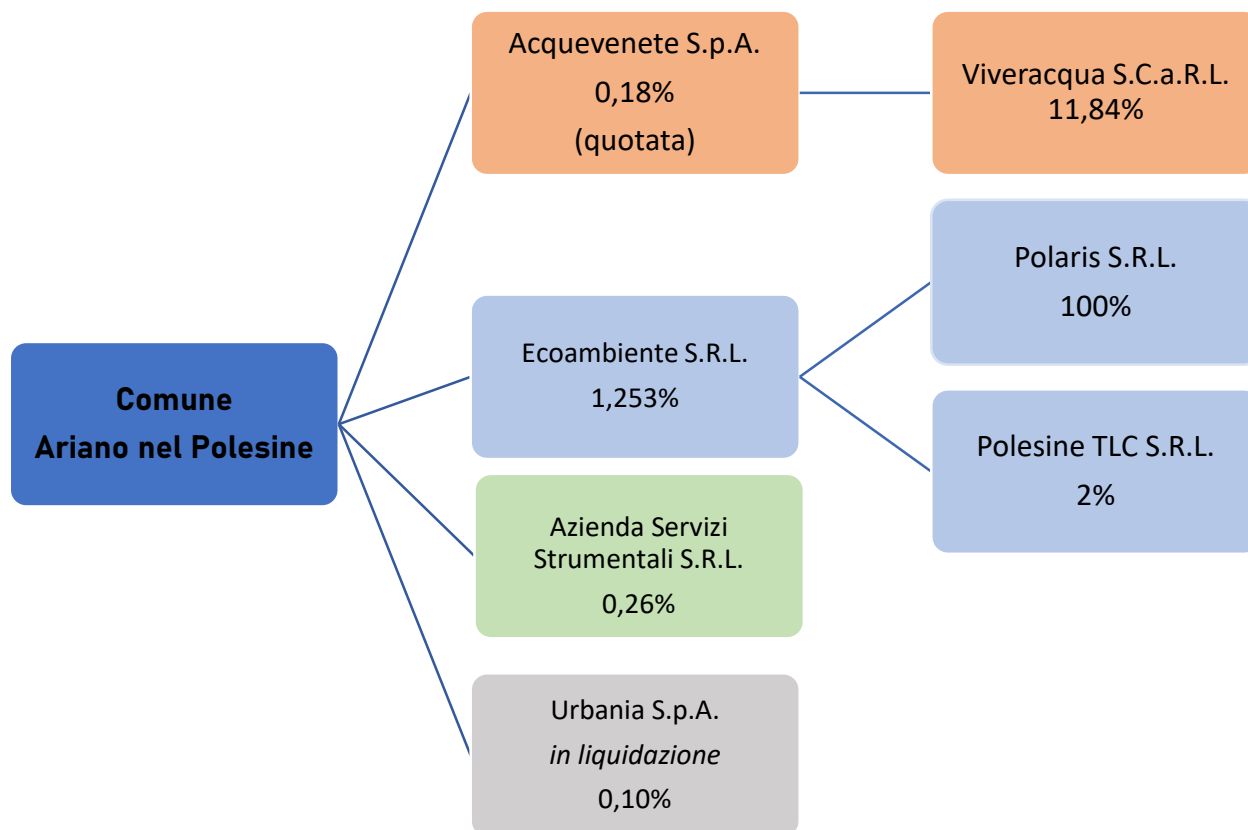 Acquevenete S.p.A.
0,18%
(quotata)
Viveracqua S.C.a.R.L.
11,84%
Polaris S.R.L.
100%
Ecoambiente S.R.L.
1,253%
Comune
Ariano nel Polesine
Polesine TLC S.R.L.
2%
Azienda Servizi
Strumentali S.R.L.
0,26%
Urbania S.p.A.
in liquidazione
0,10%